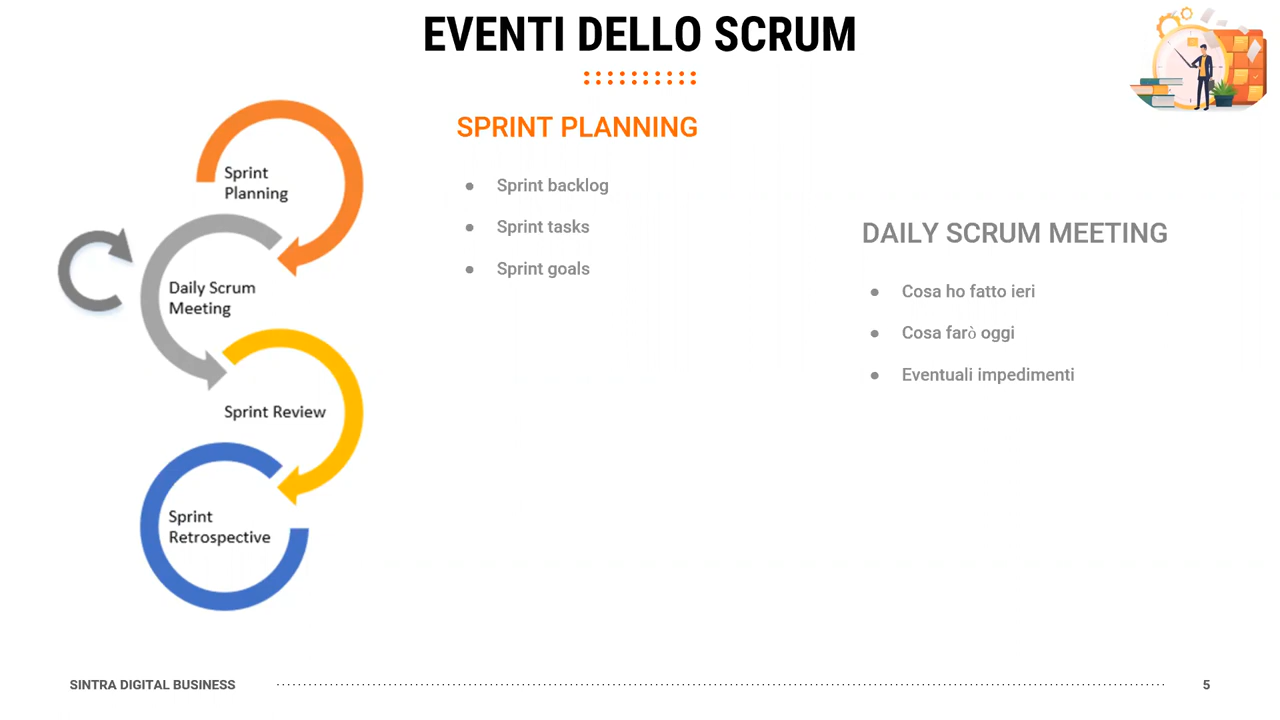 EVENTI DELLO SCRUM
Sprint
Planning
Daily Scrum
Meeting
Sprint Review
Sprint
Retrospective
SPRINT PLANNING
● Sprint backlog
● Sprint tasks
● Sprint goals
DAILY SCRUM MEETING
● Cosa ho fatto ieri
● Cosa farò oggi
● Eventuali impedimenti
SINTRA DIGITAL BUSINESS
5